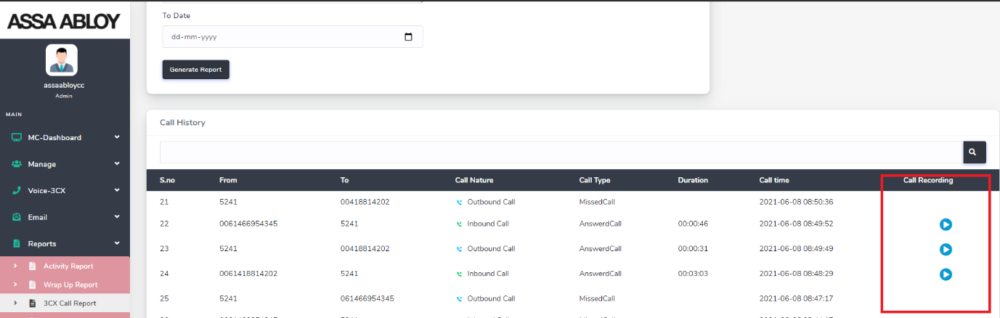 To Date
dd-mm-yyyy
Generate Report
ASSA ABLOY
assaabloycc
Admin
MAIN
MC-Dashboard
Manage
Voice-3CX
Email
Reports
Activity Report
Wrap Up Report
3CX Call Report
Call History
S.no From To Call Nature Call Type Duration Call time Call Recording
21 5241 00418814202 Outbound Call MissedCall 2021-06-08 08:50:36
22 0061466954345 5241 Inbound Call AnswerdCall 00:00:46 2021-06-08 08:49:52
23 5241 00418814202 Outbound Call AnswerdCall 00:00:31 2021-06-08 08:49:49
24 0061418814202 5241 Inbound Call AnswerdCall 00:03:03 2021-06-08 08:48:29
25 5241 061466954345 Outbound Call MissedCall 2021-06-08 08:47:17